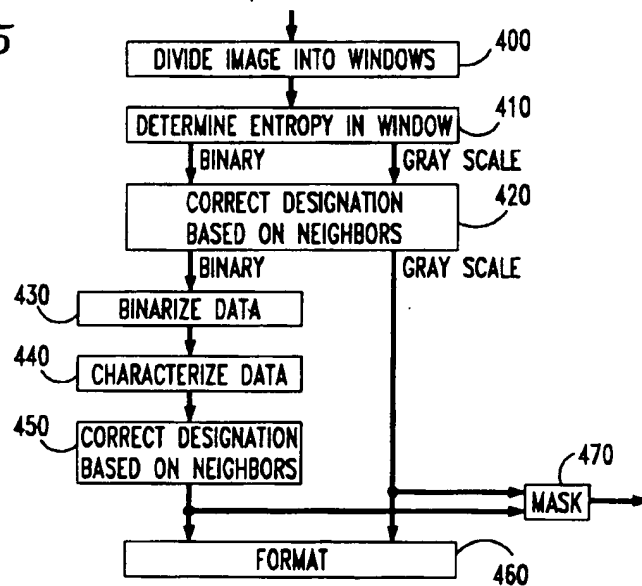 5
400
DIVIDE IMAGE INTO WINDOWS
410
DETERMINE ENTROPY IN WINDOW
BINARY GRAY SCALE
420
CORRECT DESIGNATION
BASED ON NEIGHBORS
BINARY GRAY SCALE
430
BINARIZE DATA
440
CHARACTERIZE DATA
450
CORRECT DESIGNATION
BASED ON NEIGHBORS
470
MASK
FORMAT
460